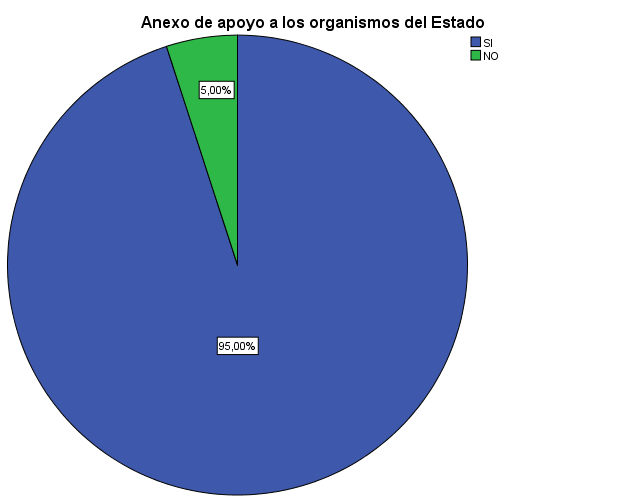 Anexo de apoyo a los organismos del Estado
SI
NO
5,00%
95,00%